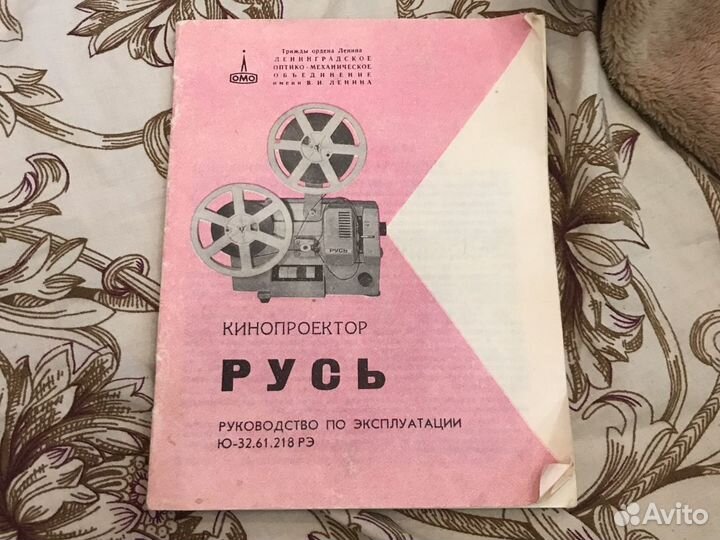 Трижды ордена Ленина
ЛЕНИНГРАДСКОЕ
ОПТИКО-МЕХАНИЧЕСКОЕ
ОБЪЕДИНЕНИЕ
имени В. И. ЛЕНИНА
ЛОМО
РУСЬ
КИНОПРОЕКТОР
РУСЬ
РУКОВОДСТВО ПО ЭКСПЛУАТАЦИИ
Ю-32.61.218 РЭ
Avito